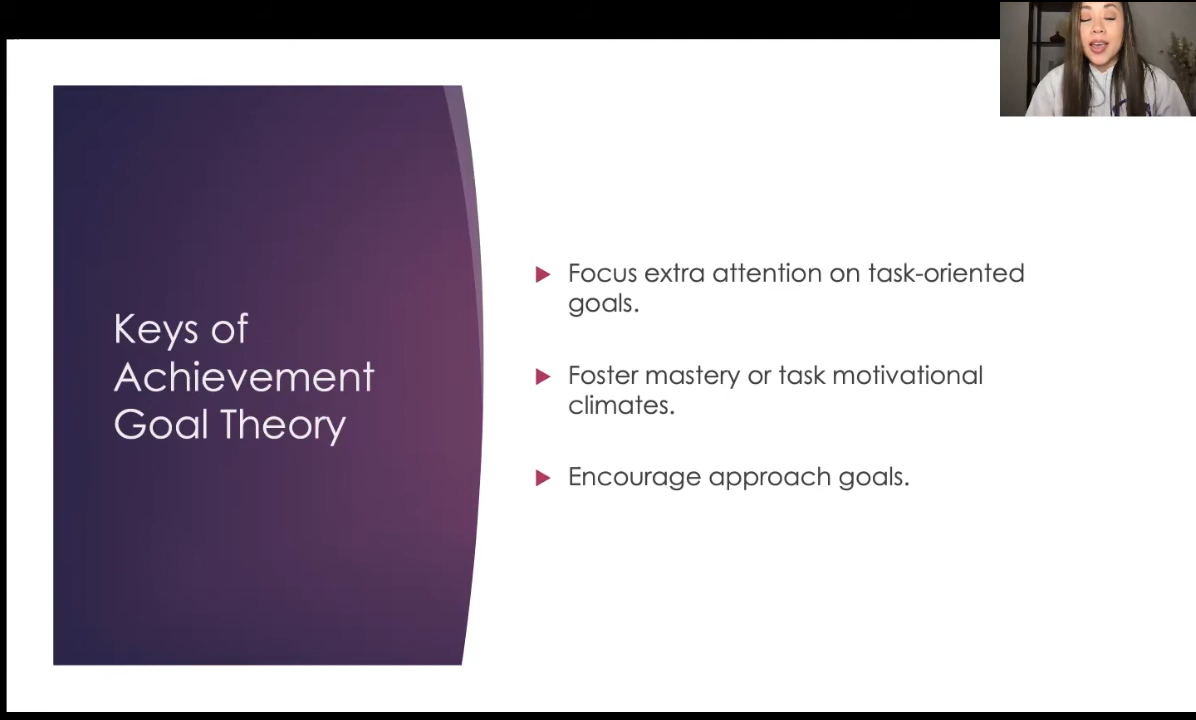 Keys of
Achievement
Goal Theory
Focus extra attention on task-oriented
goals.
Foster mastery or task motivational
climates.
Encourage approach goals.